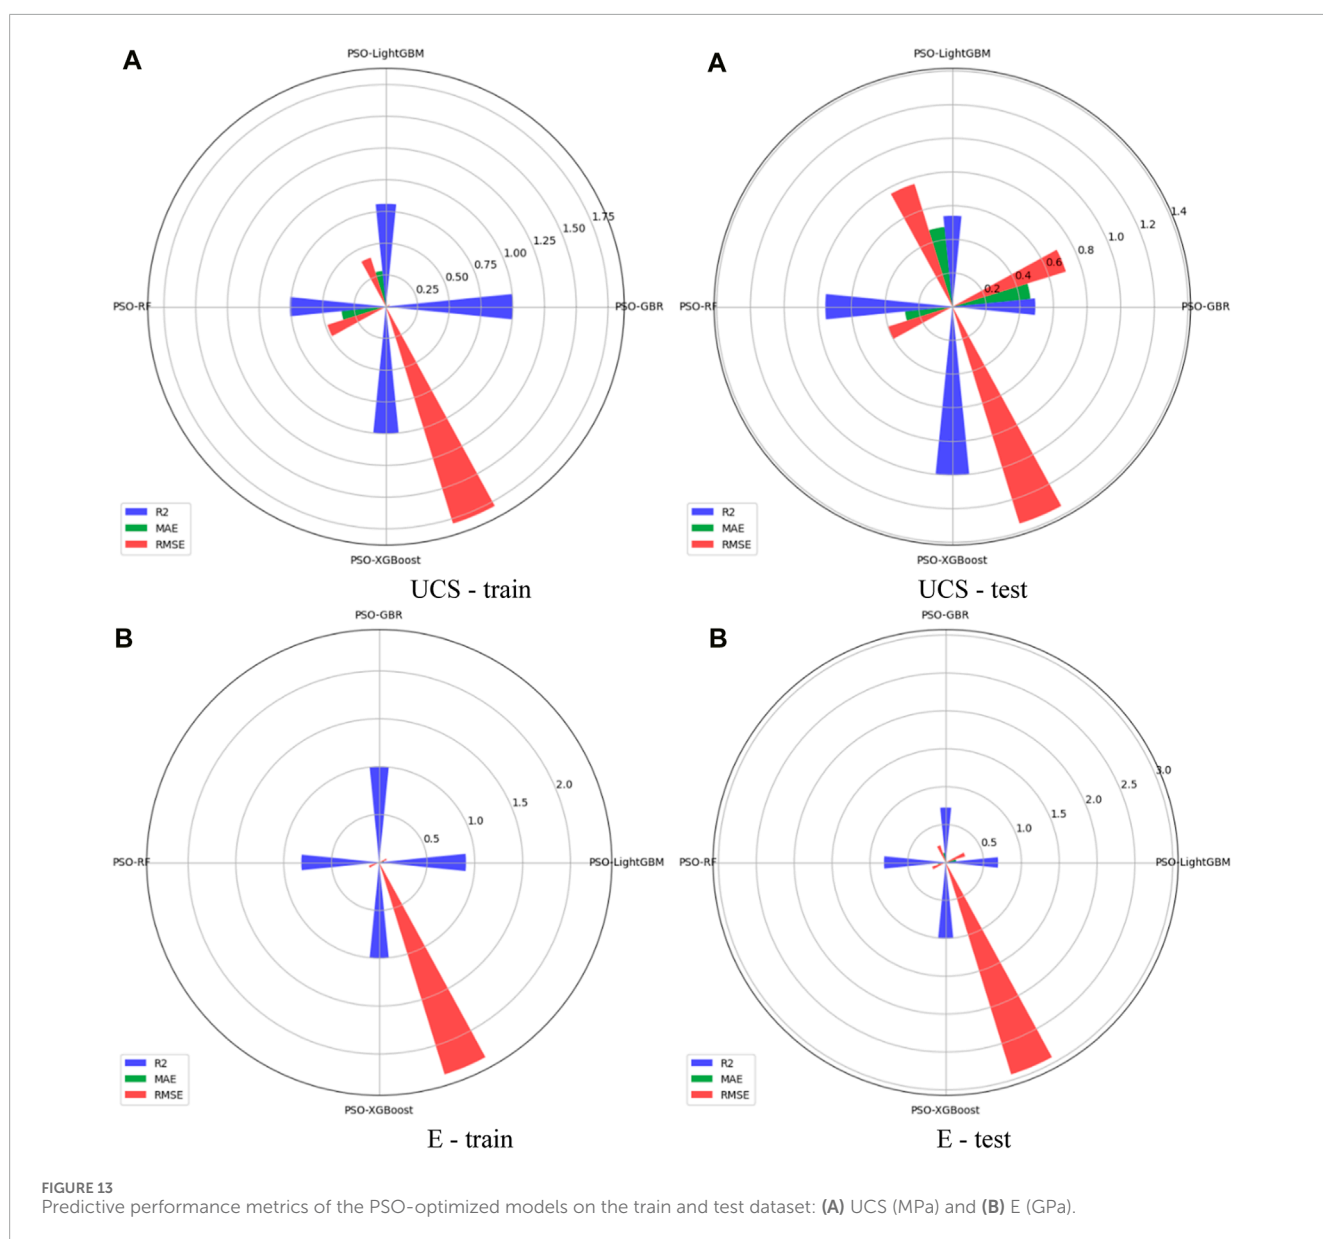 A
PSO-LightGBM
1.75
1.50
1.25
1.00
0.75
0.50
0.25
PSO-RF
PSO-GBR
R2
MAE
RMSE
PSO-XGBoost
UCS - train
A
PSO-LightGBM
1.4
1.2
1.0
0.8
0.6
0.4
0.2
PSO-RF
PSO-GBR
R2
MAE
RMSE
PSO-XGBoost
UCS - test
B
PSO-GBR
2.0
1.5
1.0
0.5
PSO-RF
PSO-LightGBM
R2
MAE
RMSE
PSO-XGBoost
E - train
B
PSO-GBR
3.0
2.5
2.0
1.5
1.0
0.5
PSO-RF
PSO-LightGBM
R2
MAE
RMSE
PSO-XGBoost
E - test
FIGURE 13
Predictive performance metrics of the PSO-optimized models on the train and test dataset: (A) UCS (MPa) and (B) E (GPa).